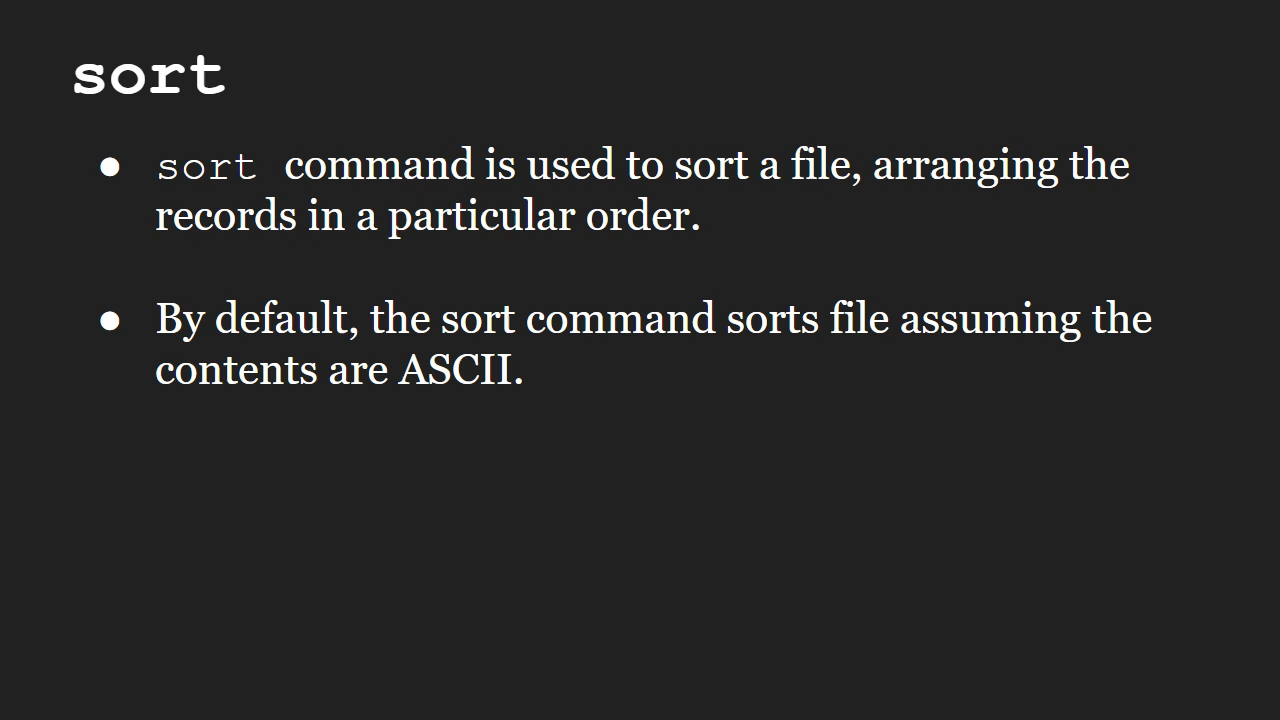 sort
● sort command is used to sort a file, arranging the
records in a particular order.
● By default, the sort command sorts file assuming the
contents are ASCII.